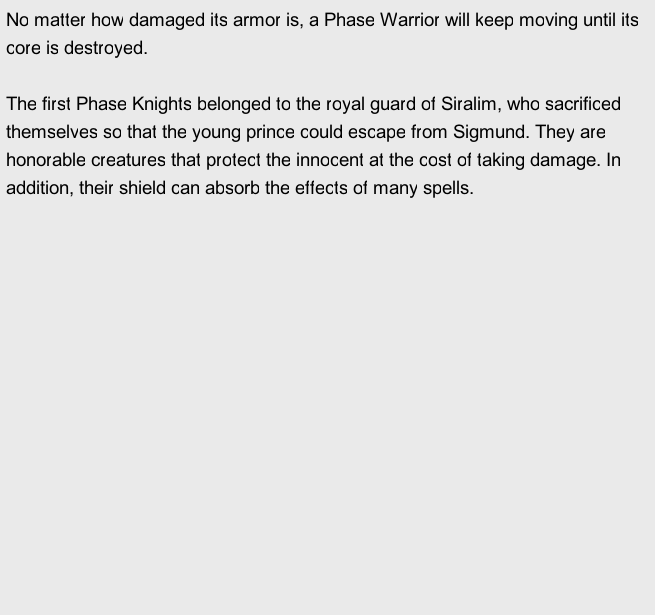 No matter how damaged its armor is, a Phase Warrior will keep moving until its
core is destroyed.
The first Phase Knights belonged to the royal guard of Siralim, who sacrificed
themselves so that the young prince could escape from Sigmund. They are
honorable creatures that protect the innocent at the cost of taking damage. In
addition, their shield can absorb the effects of many spells.